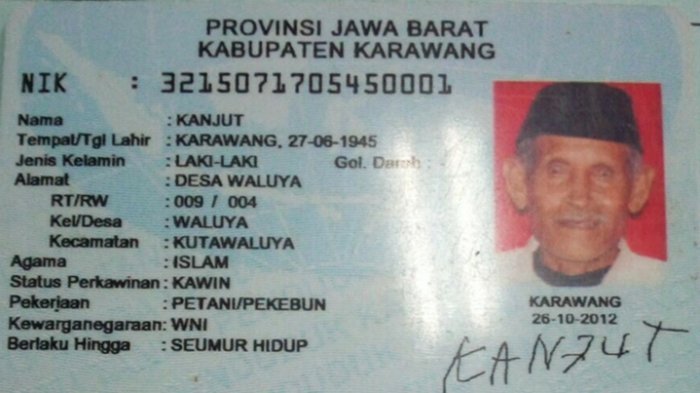 PROVINSI JAWA BARAT
KABUPATEN KARAWANG
NIK : 3215071705450001
Nama : KANJUT
Tempat/Tgl Lahir : KARAWANG, 27-06-1945
Jenis Kelamin : LAKI-LAKI Gol. Darah : -
Alamat : DESA WALUYA
RT/RW : 009 / 004
Kel/Desa : WALUYA
Kecamatan : KUTAWALUYA
Agama : ISLAM
Status Perkawinan : KAWIN
Pekerjaan : PETANI/PEKEBUN
Kewarganegaraan : WNI
Berlaku Hingga : SEUMUR HIDUP
KARAWANG
26-10-2012
KANJUT